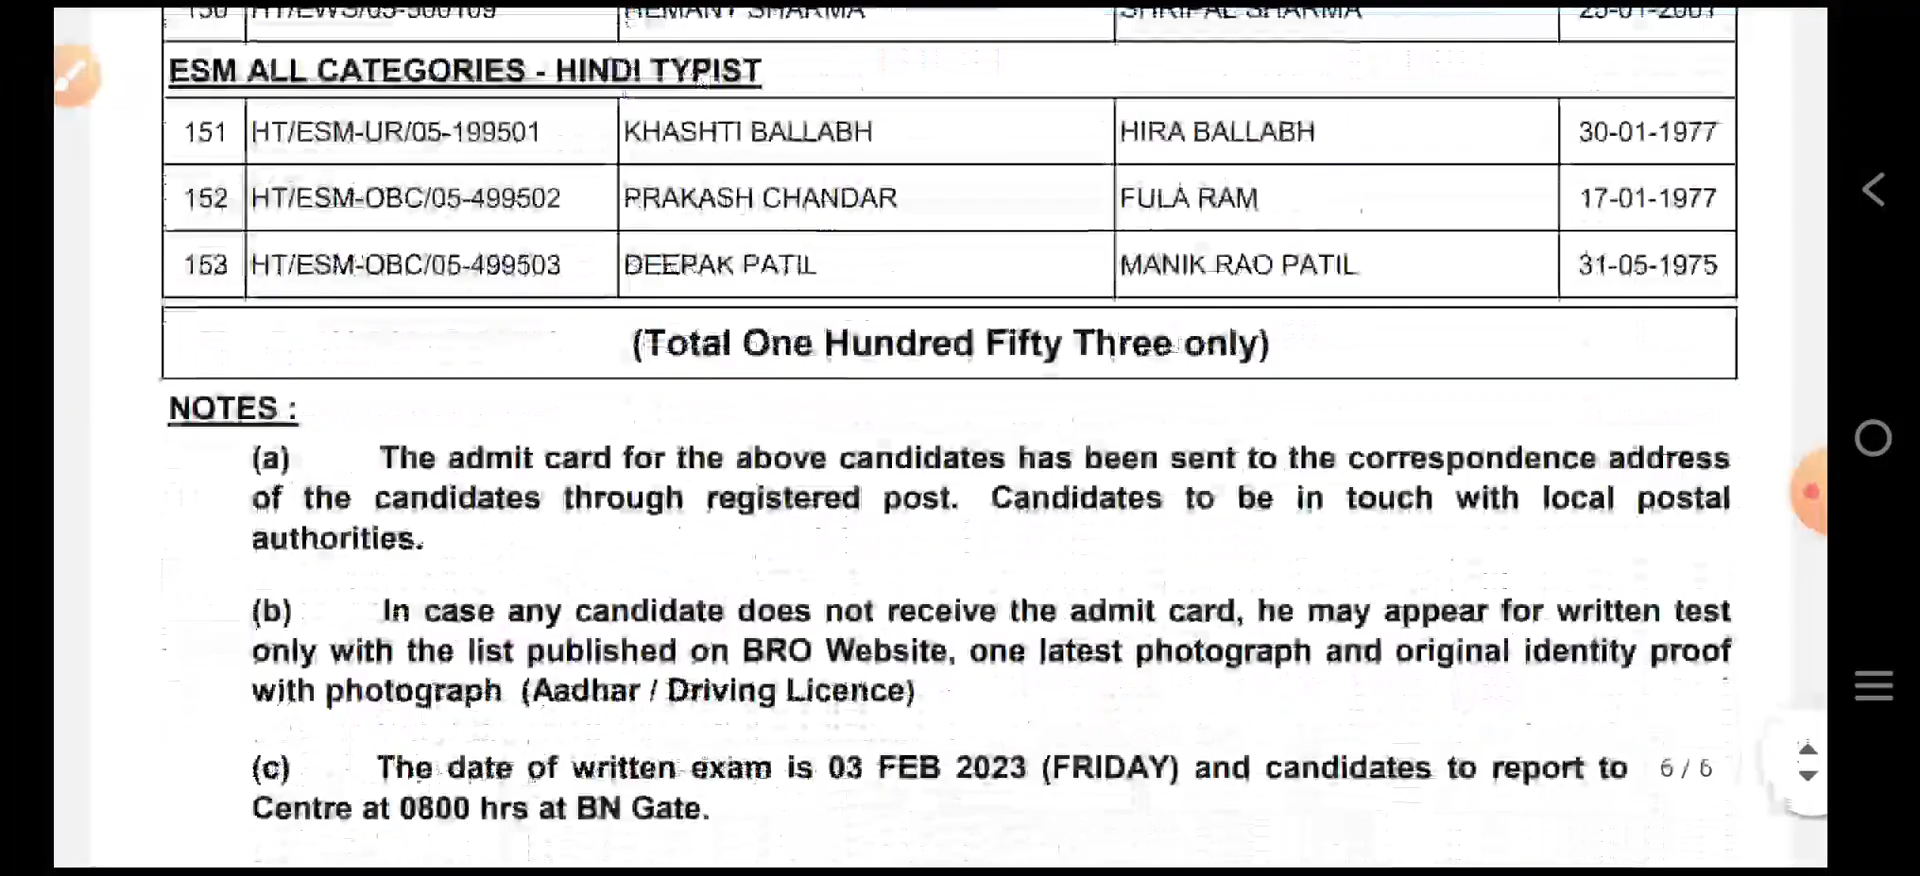 ESM ALL CATEGORIES - HINDI TYPIST
151 HT/ESM-UR/05-199501 KHASHTI BALLABH HIRA BALLABH 30-01-1977
152 HT/ESM-OBC/05-499502 PRAKASH CHANDAR FULA RAM 17-01-1977
153 HT/ESM-OBC/05-499503 DEEPAK PATIL MANIK RAO PATIL 31-05-1975
(Total One Hundred Fifty Three only)
NOTES :
(a) The admit card for the above candidates has been sent to the correspondence address
of the candidates through registered post. Candidates to be in touch with local postal
authorities.
(b) In case any candidate does not receive the admit card, he may appear for written test
only with the list published on BRO Website, one latest photograph and original identity proof
with photograph (Aadhar / Driving Licence)
(c) The date of written exam is 03 FEB 2023 (FRIDAY) and candidates to report to
Centre at 0800 hrs at BN Gate.
6 / 6